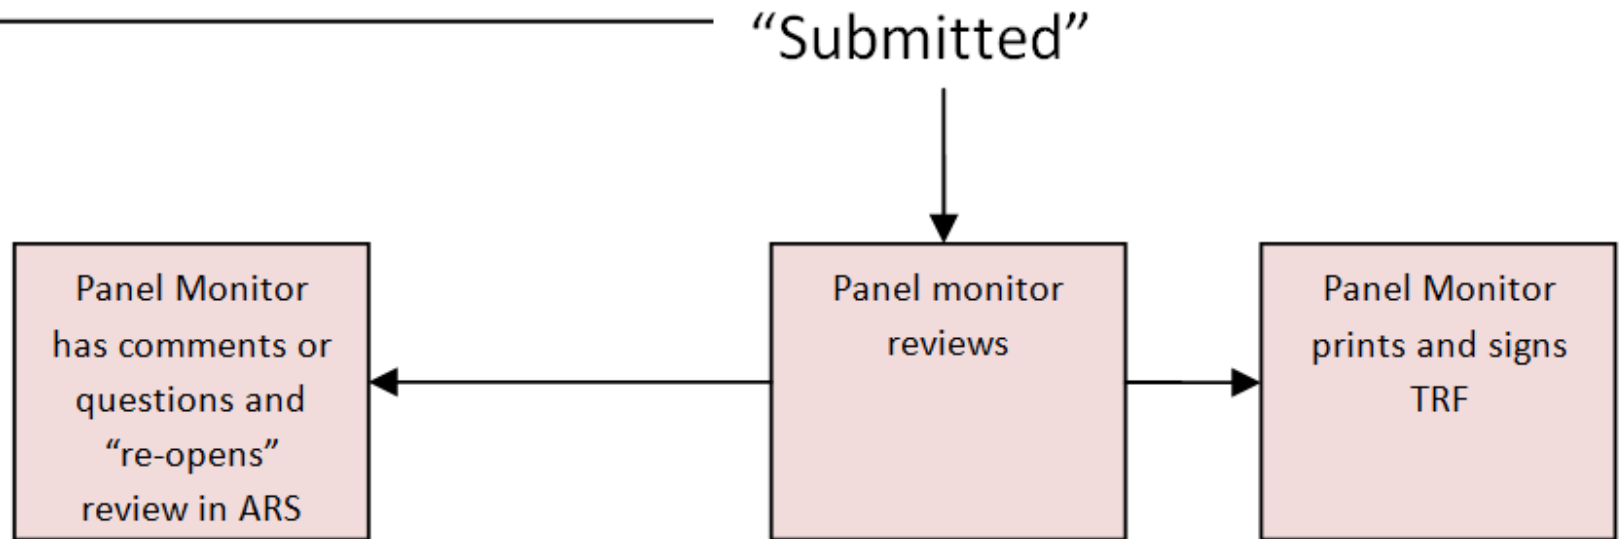 “Submitted”
Panel Monitor
has comments or
questions and
“re-opens”
review in ARS
Panel monitor
reviews
Panel Monitor
prints and signs
TRF